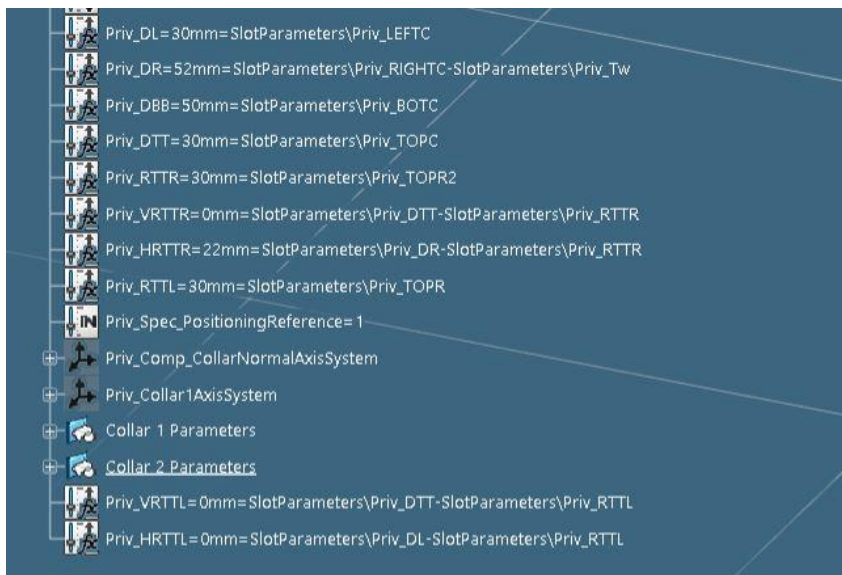 Priv_DL=30mm=SlotParameters\Priv_LEFTC
Priv_DR=52mm=SlotParameters\Priv_RIGHTC-SlotParameters\Priv_Tw
Priv_DBB=50mm=SlotParameters\Priv_BOTC
Priv_DTT=30mm=SlotParameters\Priv_TOPC
Priv_RTTR=30mm=SlotParameters\Priv_TOPR2
Priv_VRTTR=0mm=SlotParameters\Priv_DTT-SlotParameters\Priv_RTTR
Priv_HRTTR=22mm=SlotParameters\Priv_DR-SlotParameters\Priv_RTTR
Priv_RTTL=30mm=SlotParameters\Priv_TOPR
IN Priv_Spec_PositioningReference=1
Priv_Comp_CollarNormalAxisSystem
Priv_Collar1AxisSystem
Collar 1 Parameters
Collar 2 Parameters
Priv_VRTTL=0mm=SlotParameters\Priv_DTT-SlotParameters\Priv_RTTL
Priv_HRTTL=0mm=SlotParameters\Priv_DL-SlotParameters\Priv_RTTL